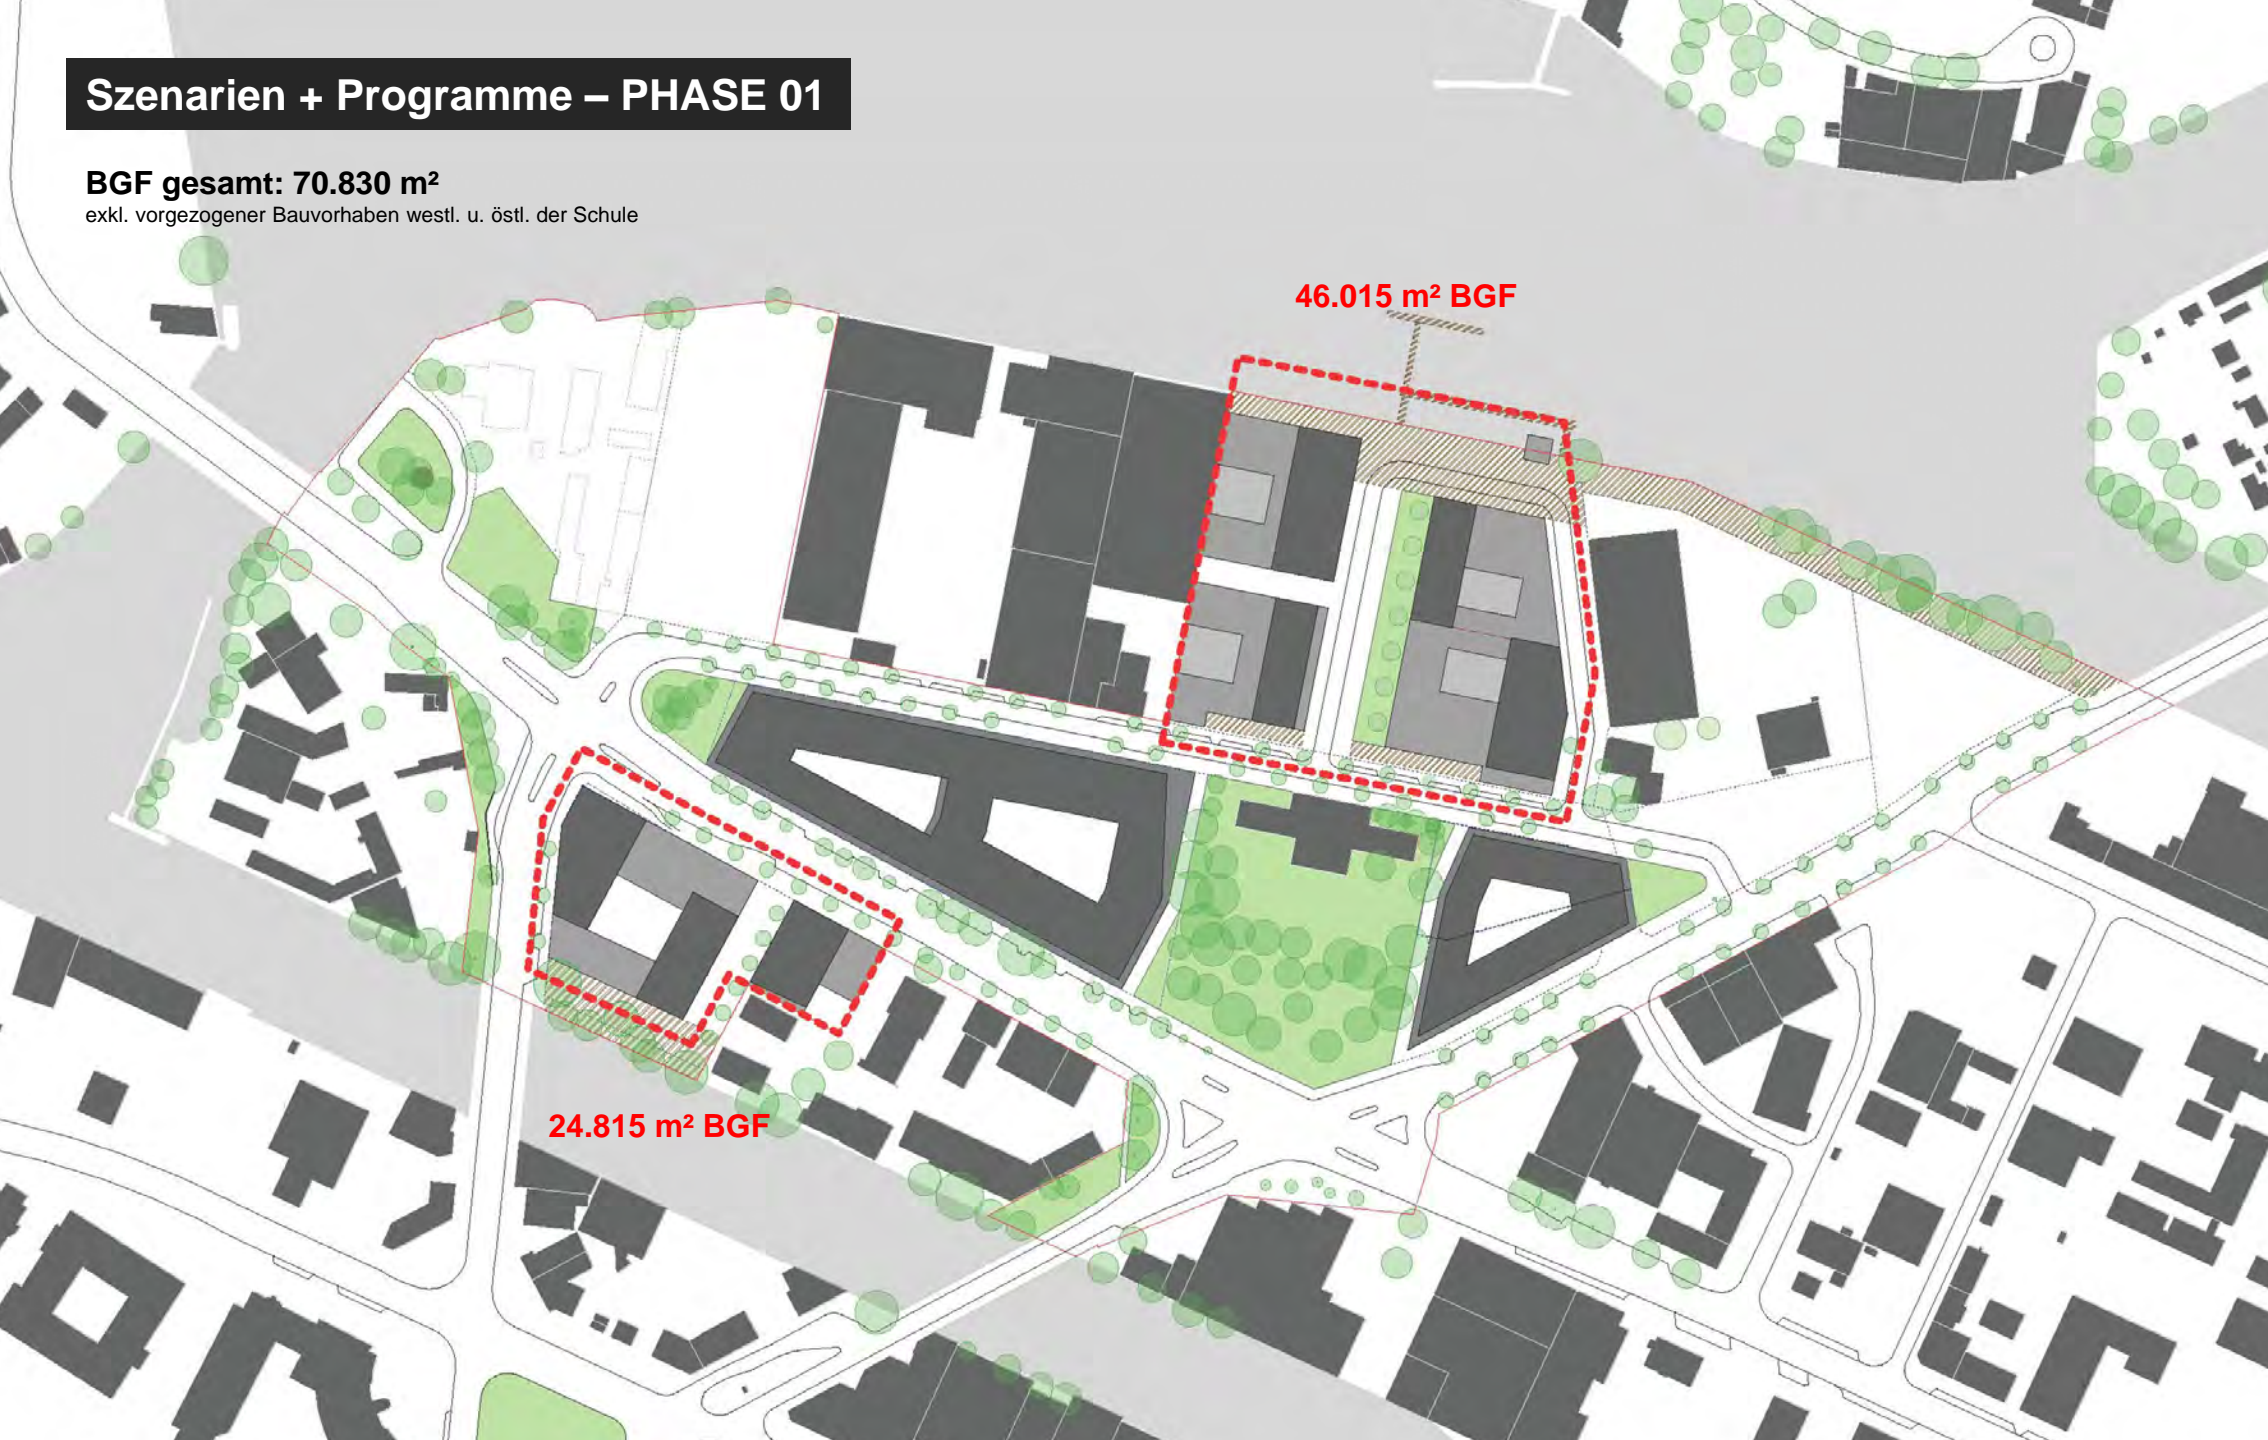 Szenarien + Programme – PHASE 01
BGF gesamt: 70.830 m²
exkl. vorgezogener Bauvorhaben westl. u. östl. der Schule
46.015 m² BGF
24.815 m² BGF